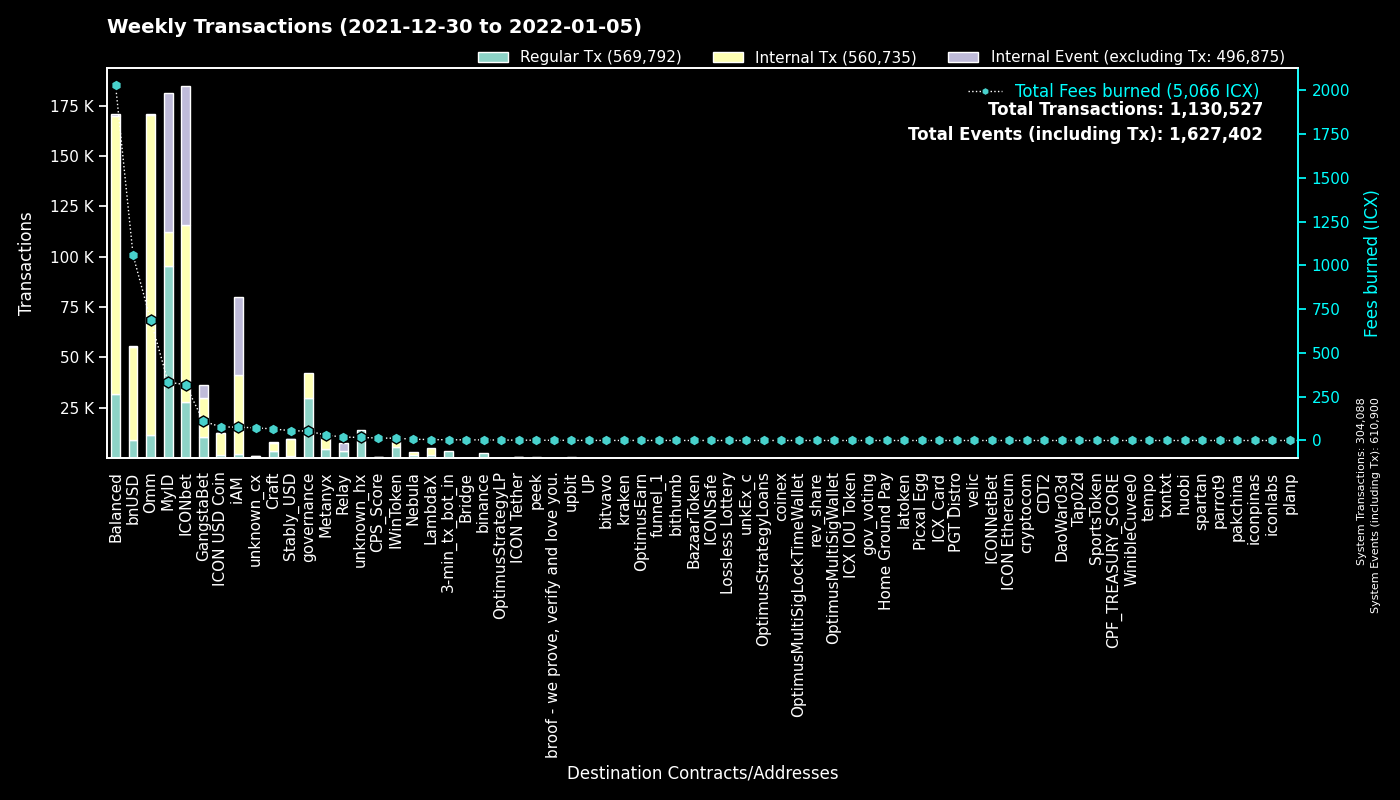 Weekly Transactions (2021-12-30 to 2022-01-05)
Regular Tx (569,792)
Internal Tx (560,735)
Internal Event (excluding Tx: 496,875)
Total Fees burned (5,066 ICX)
Total Transactions: 1,130,527
Total Events (including Tx): 1,627,402
Transactions
175 K
150 K
125 K
100 K
75 K
50 K
25 K
2000
1750
1500
1250
1000
750
500
250
0
Fees burned (ICX)
System Transactions: 304,088
System Events (including Tx): 610,900
Balanced
bnUSD
Omm
MyID
ICONbet
GangstaBet
ICON USD Coin
iAM
unknown_cx
Craft
Stably_USD
governance
Metanyx
Relay
unknown_hx
CPS_Score
IWinToken
Nebula
LambdaX
3-min_tx_bot_in
Bridge
binance
OptimusStrategyLP
ICON Tether
peek
broof - we prove, verify and love you.
upbit
UP
bitvavo
kraken
OptimusEarn
funnel_1
bithumb
BazaarToken
ICONSafe
Lossless Lottery
unkEx_c
OptimusStrategyLoans
coinex
OptimusMultiSigLockTimeWallet
rev_share
OptimusMultiSigWallet
ICX IOU Token
gov_voting
Home Ground Pay
latoken
Picxal Egg
ICX_Card
PGT Distro
velic
ICONNetBet
ICON Ethereum
cryptocom
CDT2
DaoWar03d
Tap02d
SportsToken
CPF_TREASURY_SCORE
WinibleCuvee0
tempo
txntxt
huobi
spartan
parrot9
pakchina
iconpinas
iconlabs
planp
Destination Contracts/Addresses